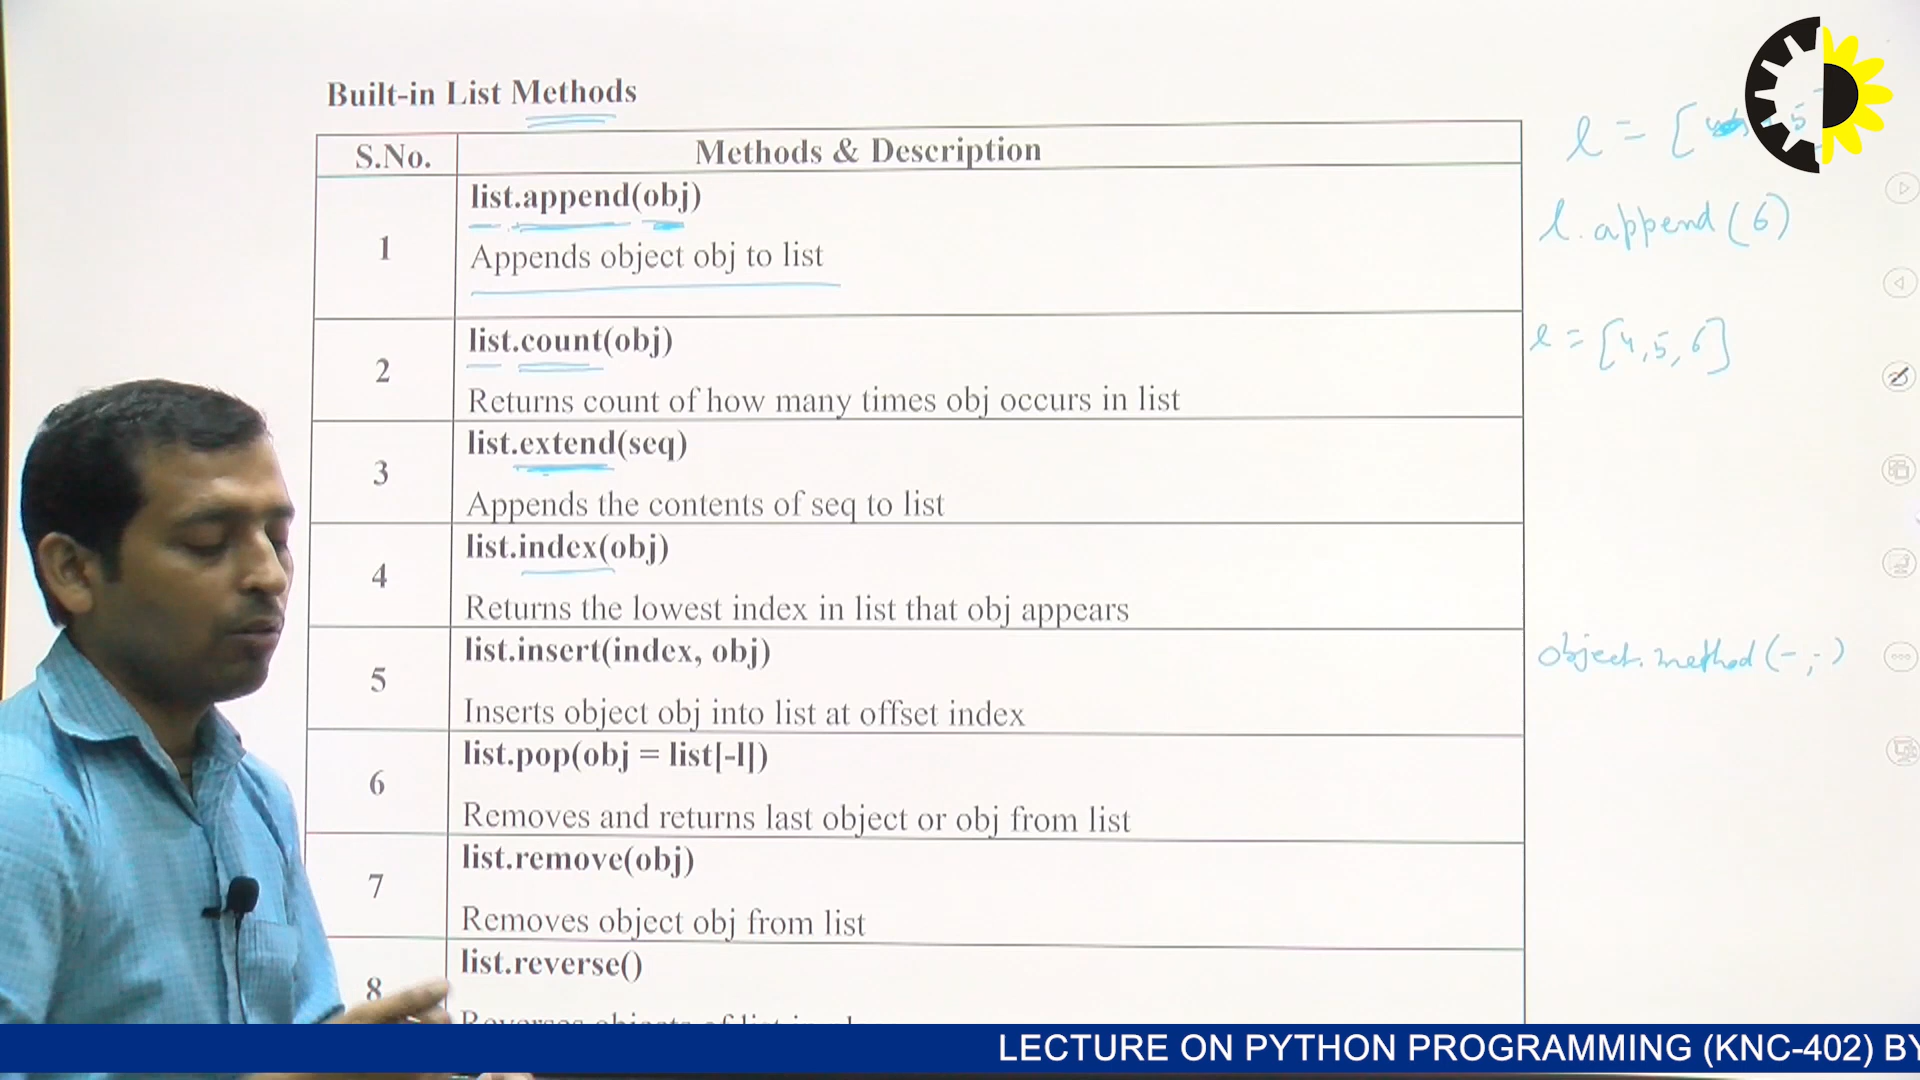 Built-in List Methods
S.No. Methods & Description
1 list.append(obj)
Appends object obj to list
2 list.count(obj)
Returns count of how many times obj occurs in list
3 list.extend(seq)
Appends the contents of seq to list
4 list.index(obj)
Returns the lowest index in list that obj appears
5 list.insert(index, obj)
Inserts object obj into list at offset index
6 list.pop(obj = list[-l])
Removes and returns last object or obj from list
7 list.remove(obj)
Removes object obj from list
8 list.reverse()
l = [
l.append(6)
l = [4,5,6]
object.method(-,-)
LECTURE ON PYTHON PROGRAMMING (KNC-402) BY